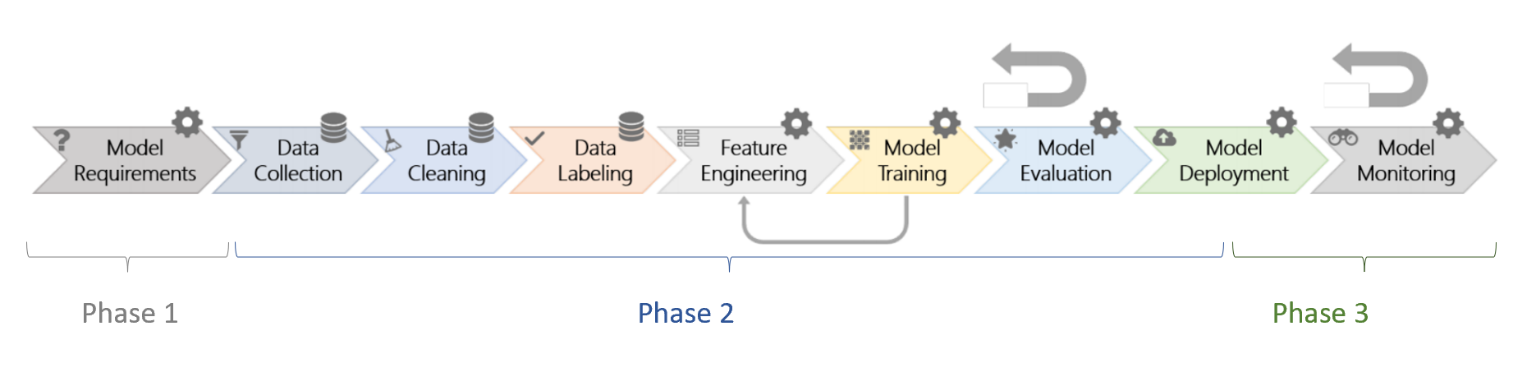 Model
Requirements
Data
Collection
Data
Cleaning
Data
Labeling
Feature
Engineering
Model
Training
Model
Evaluation
Model
Deployment
Model
Monitoring
Phase 1
Phase 2
Phase 3